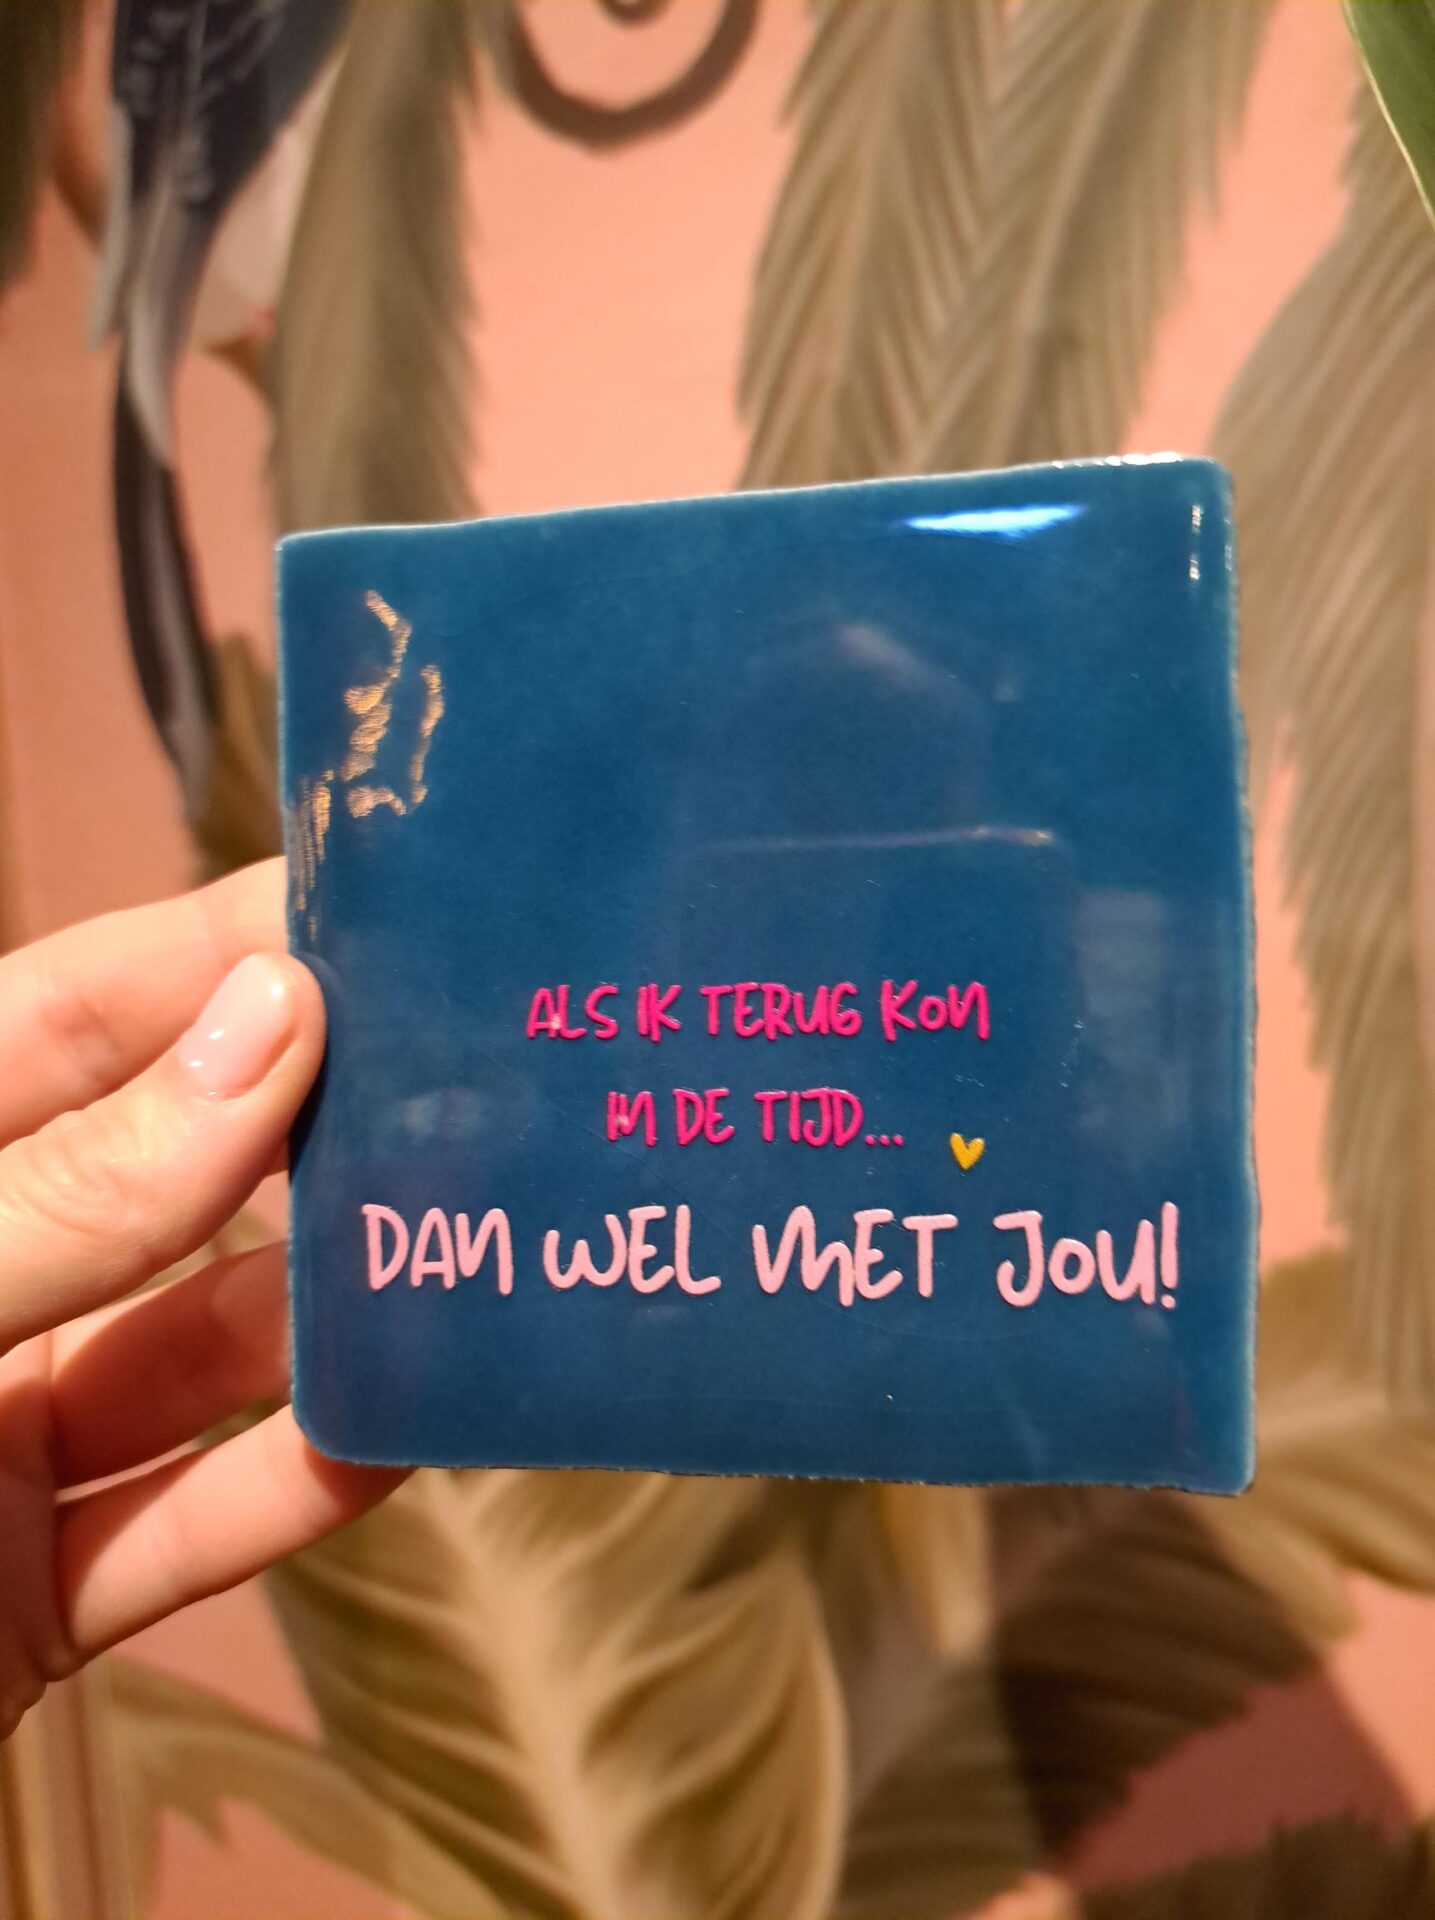 ALS IK TERUG KON
IN DE TIJD...
DAN WEL MET JOU!